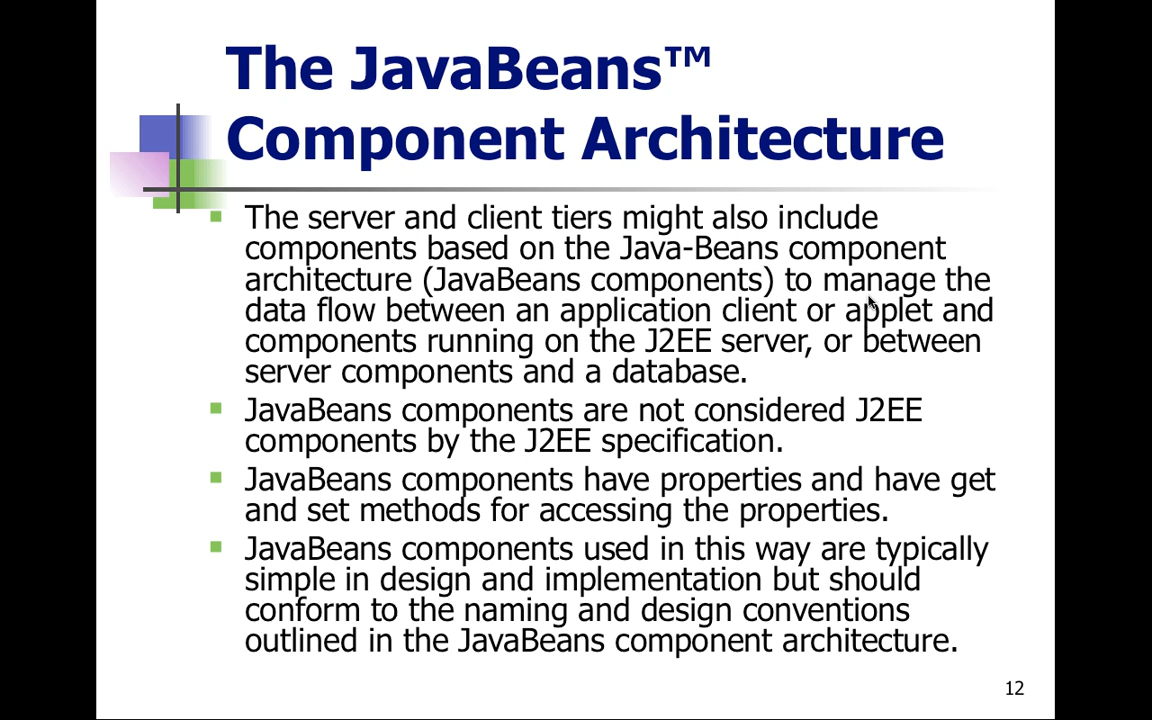 The JavaBeans™
Component Architecture
The server and client tiers might also include
components based on the Java-Beans component
architecture (JavaBeans components) to manage the
data flow between an application client or applet and
components running on the J2EE server, or between
server components and a database.
JavaBeans components are not considered J2EE
components by the J2EE specification.
JavaBeans components have properties and have get
and set methods for accessing the properties.
JavaBeans components used in this way are typically
simple in design and implementation but should
conform to the naming and design conventions
outlined in the JavaBeans component architecture.
12